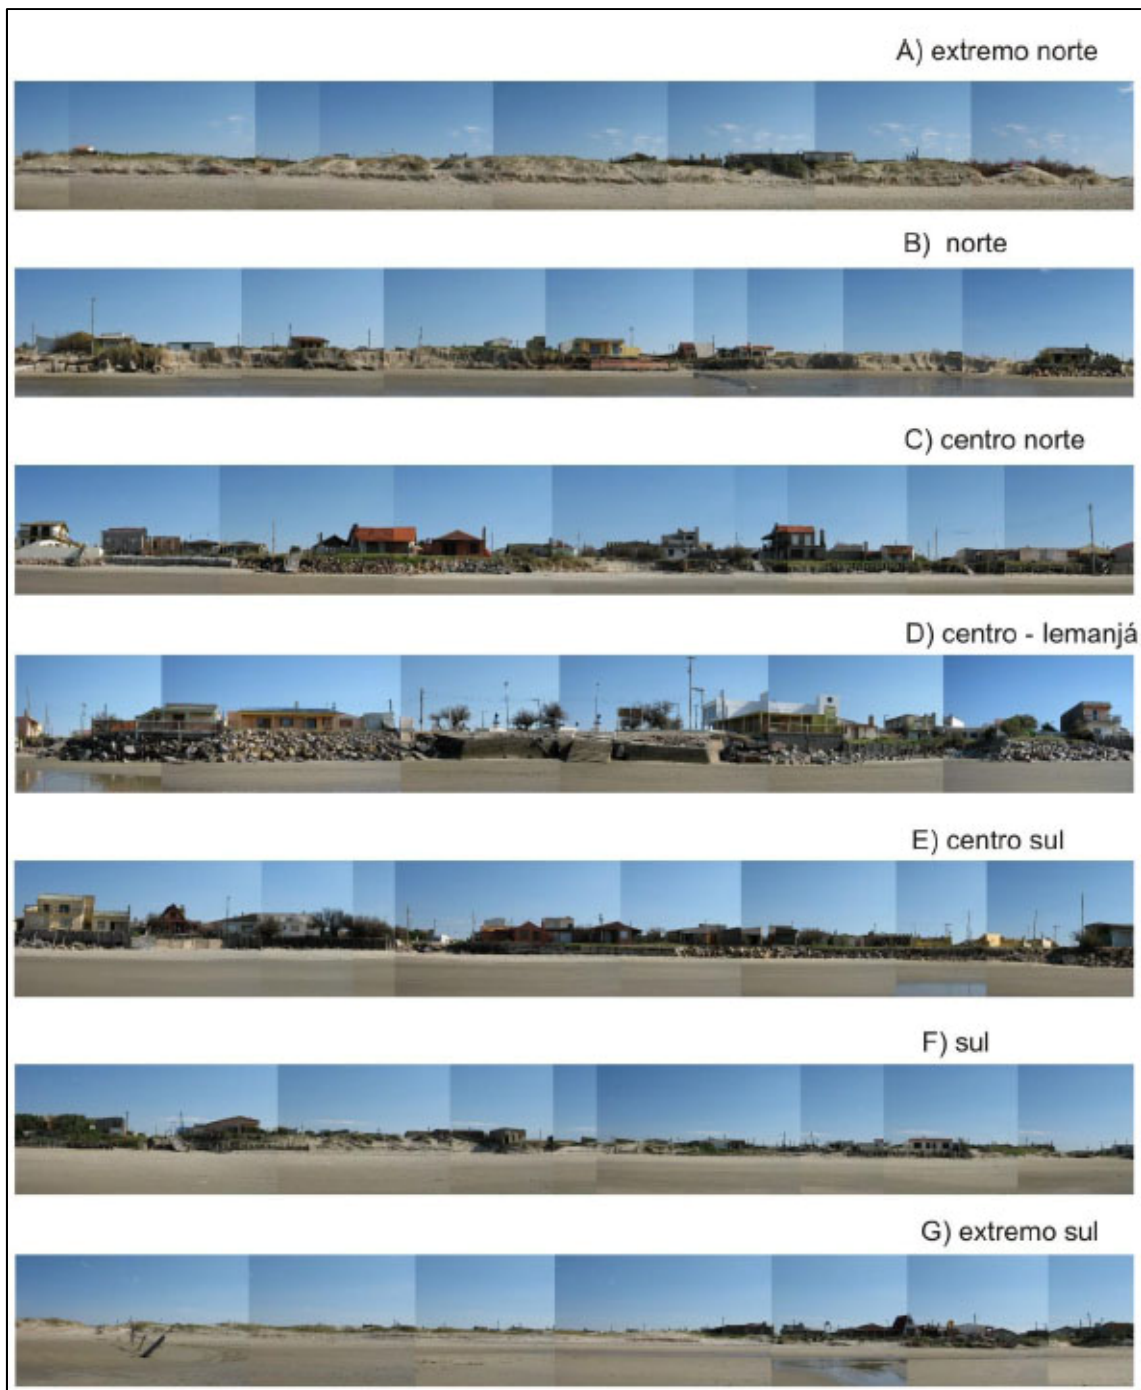 A) extremo norte
B) norte
C) centro norte
D) centro - Iemanjá
E) centro sul
F) sul
G) extremo sul